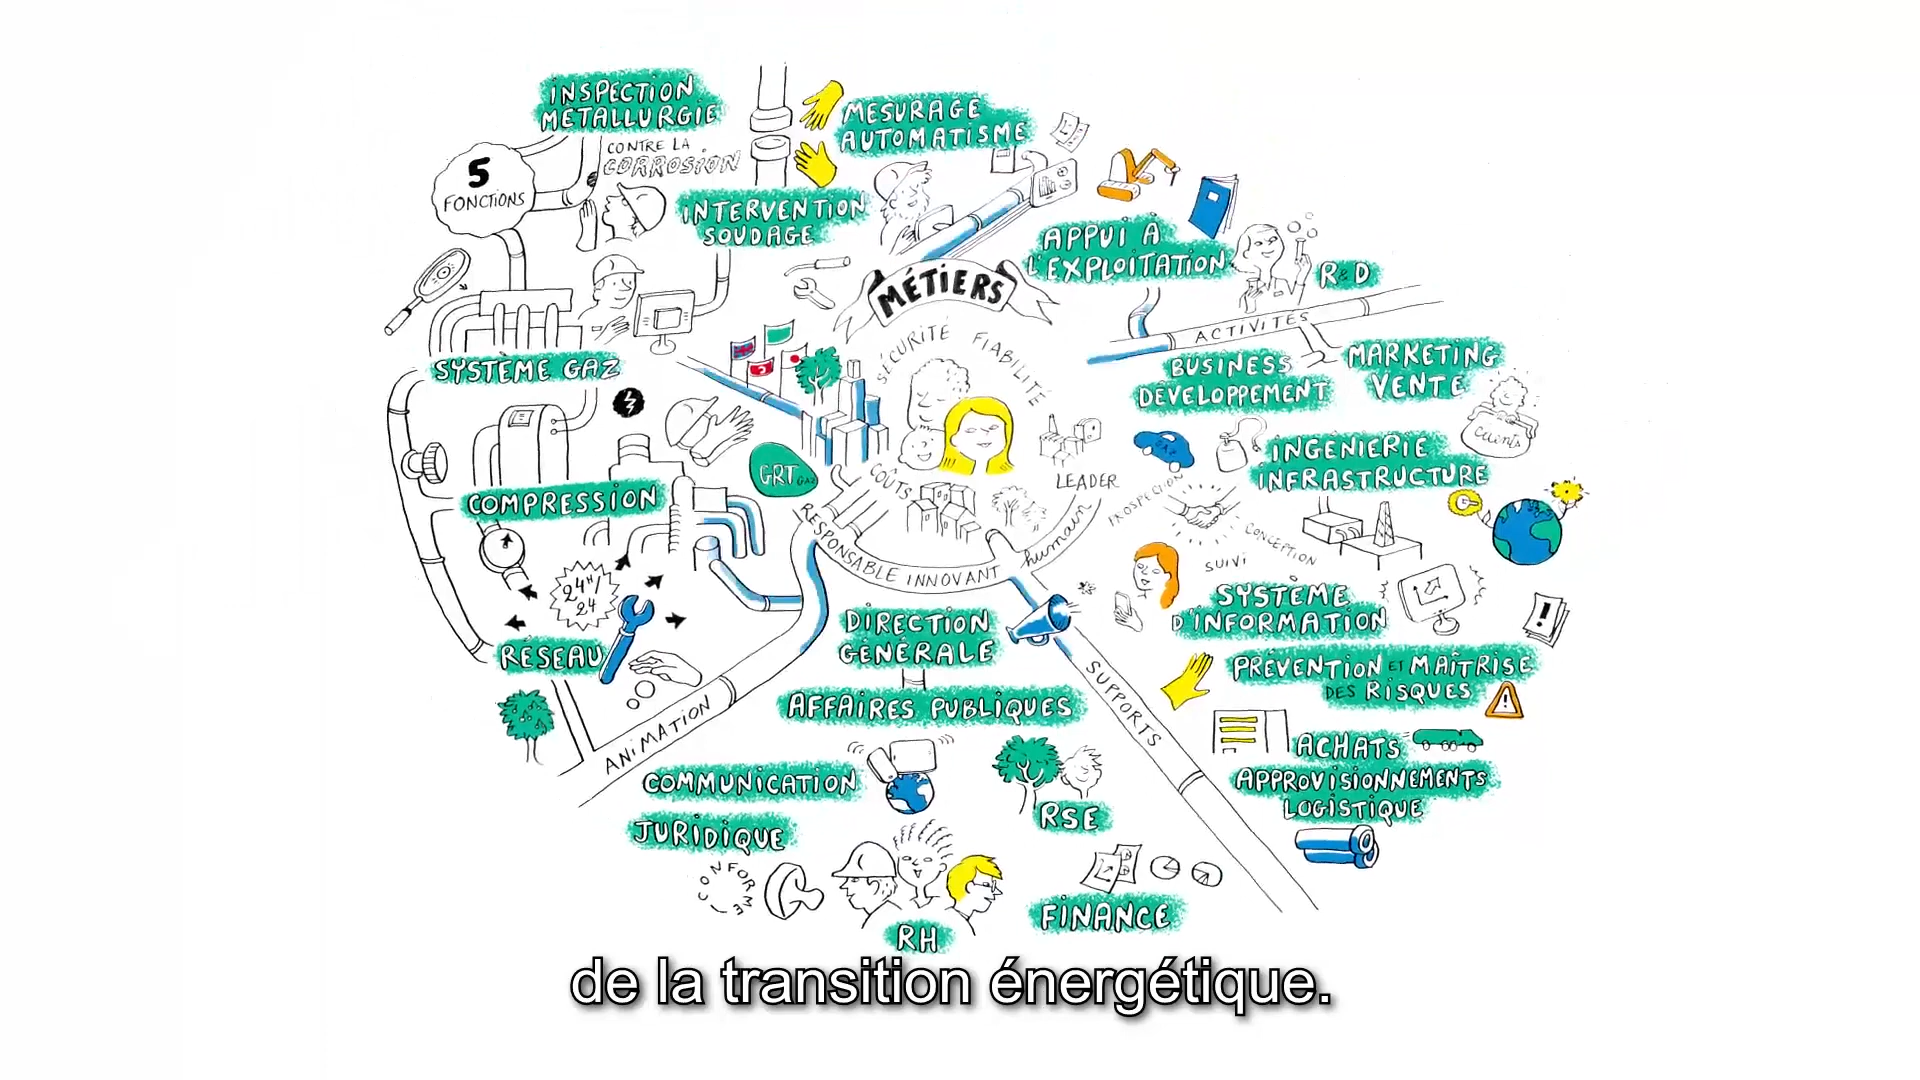 INSPECTION
MÉTALLURGIE
CONTRE LA
CORROSION
5
FONCTIONS
MESURAGE
AUTOMATISME
INTERVENTION
SOUDAGE
APPUI À
L'EXPLOITATION
R&D
MÉTIERS
ACTIVITÉS
SÉCURITÉ FIABILITÉ
SYSTÈME GAZ
BUSINESS
DÉVELOPPEMENT
MARKETING
VENTE
clients
INGÉNIERIE
INFRASTRUCTURE
GRT GAZ
COÛTS
LEADER
COMPRESSION
RESPONSABLE INNOVANT humain
PROSPECTION
CONCEPTION
SUIVI
24H/
24
SYSTÈME
D'INFORMATION
RÉSEAU
DIRECTION
GÉNÉRALE
AFFAIRES PUBLIQUES
ANIMATION
SUPPORTS
PRÉVENTION ET MAÎTRISE
DES RISQUES
ACHATS
APPROVISIONNEMENTS
LOGISTIQUE
COMMUNICATION
JURIDIQUE
CONFORME
RSE
RH
FINANCE
de la transition énergétique.